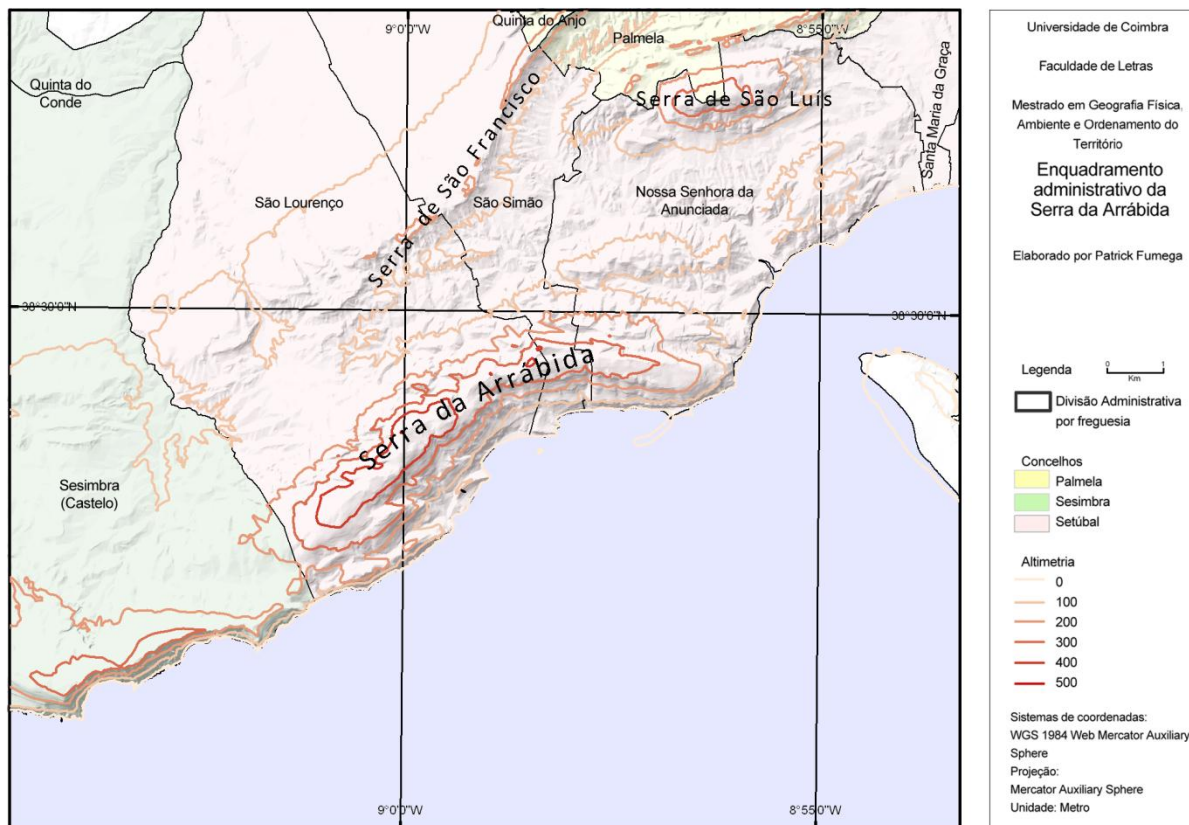 Quinta do Anjo
9°0'0"W
Palmela
8°55'0"W
Quinta do
Conde
Serra de São Francisco
Serra de São Luís
Santa Maria da Graça
São Lourenço
São Simão
Nossa Senhora da
Anunciada
38°30'0"N
38°30'0"N
Serra da Arrábida
Sesimbra
(Castelo)
9°0'0"W
8°55'0"W
Universidade de Coimbra
Faculdade de Letras
Mestrado em Geografia Física,
Ambiente e Ordenamento do
Território
Enquadramento
administrativo da
Serra da Arrábida
Elaborado por Patrick Fumega
Legenda
0 1
Km
Divisão Administrativa
por freguesia
Concelhos
Palmela
Sesimbra
Setúbal
Altimetria
0
100
200
300
400
500
Sistemas de coordenadas:
WGS 1984 Web Mercator Auxiliary
Sphere
Projeção:
Mercator Auxiliary Sphere
Unidade: Metro